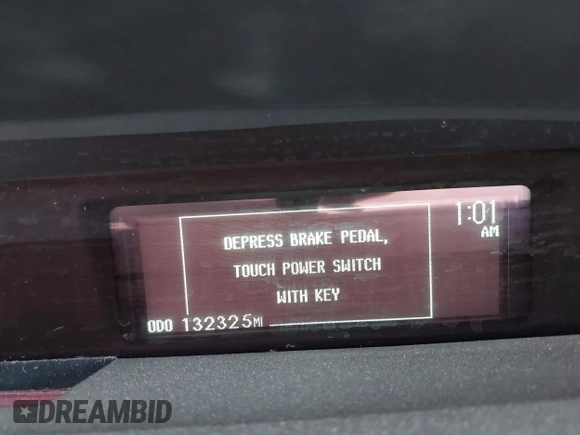 1:01
AM
DEPRESS BRAKE PEDAL,
TOUCH POWER SWITCH
WITH KEY
ODO 132325MI
DREAMBID